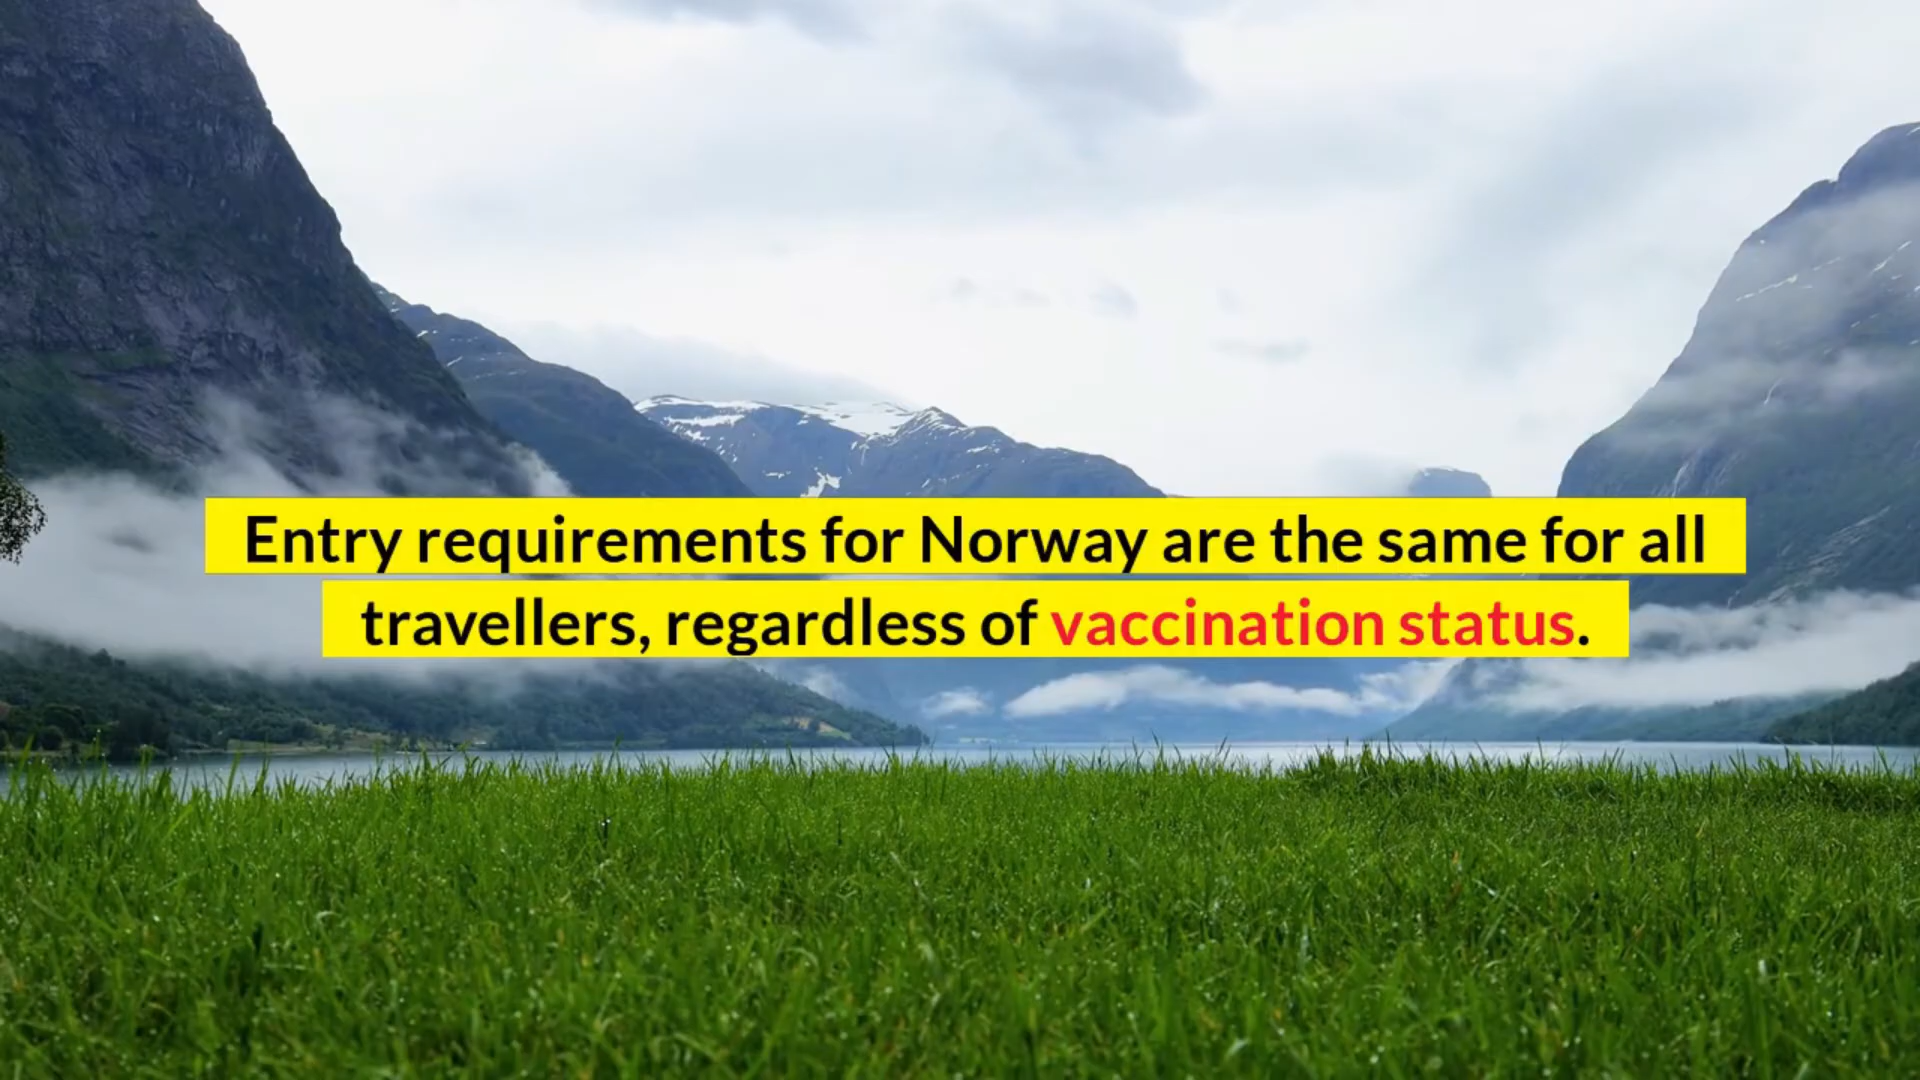 Entry requirements for Norway are the same for all
travellers, regardless of vaccination status.